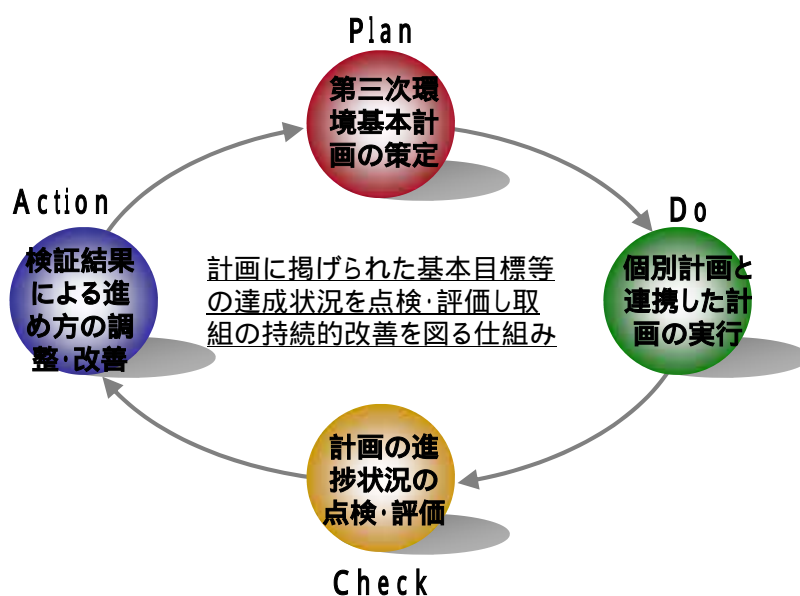 Plan
第三次環
境基本計
画の策定
Action
Do
検証結果
による進
め方の調
整・改善
計画に掲げられた基本目標等
の達成状況を点検・評価し取
組の持続的改善を図る仕組み
個別計画と
連携した計
画の実行
計画の進
捗状況の
点検・評価
Check